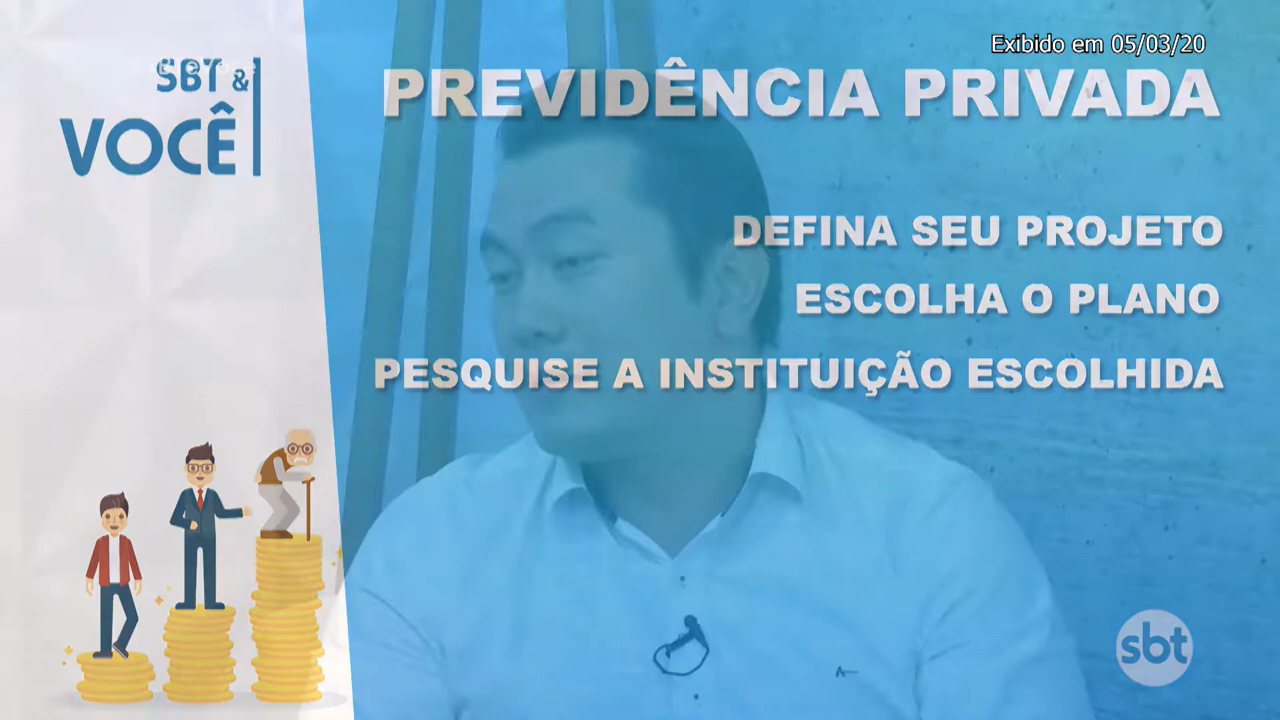 Exibido em 05/03/20
SBT &
VOCÊ
PREVIDÊNCIA PRIVADA
DEFINA SEU PROJETO
ESCOLHA O PLANO
PESQUISE A INSTITUIÇÃO ESCOLHIDA
sbt